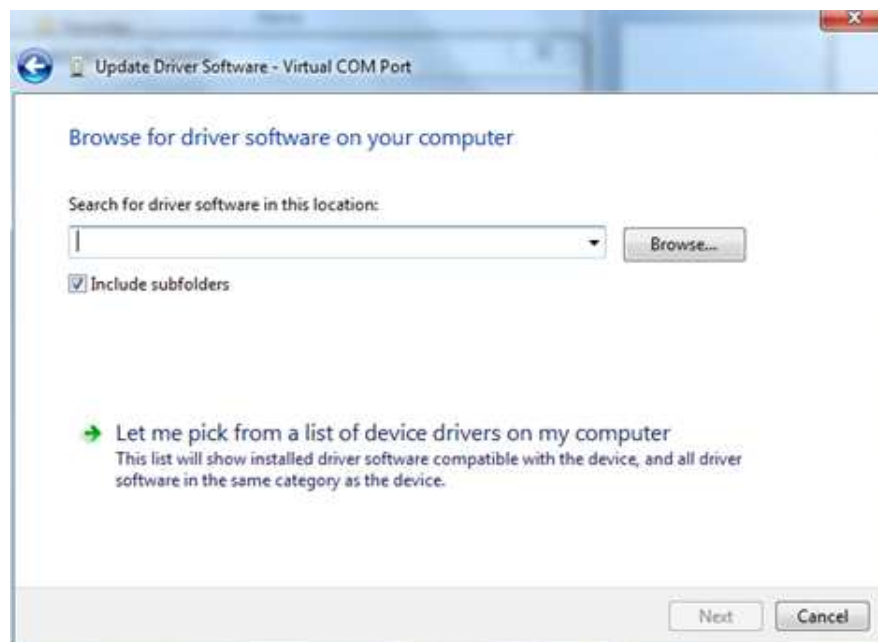 Update Driver Software - Virtual COM Port
Browse for driver software on your computer
Search for driver software in this location:
Browse...
Include subfolders
Let me pick from a list of device drivers on my computer
This list will show installed driver software compatible with the device, and all driver
software in the same category as the device.
Next
Cancel